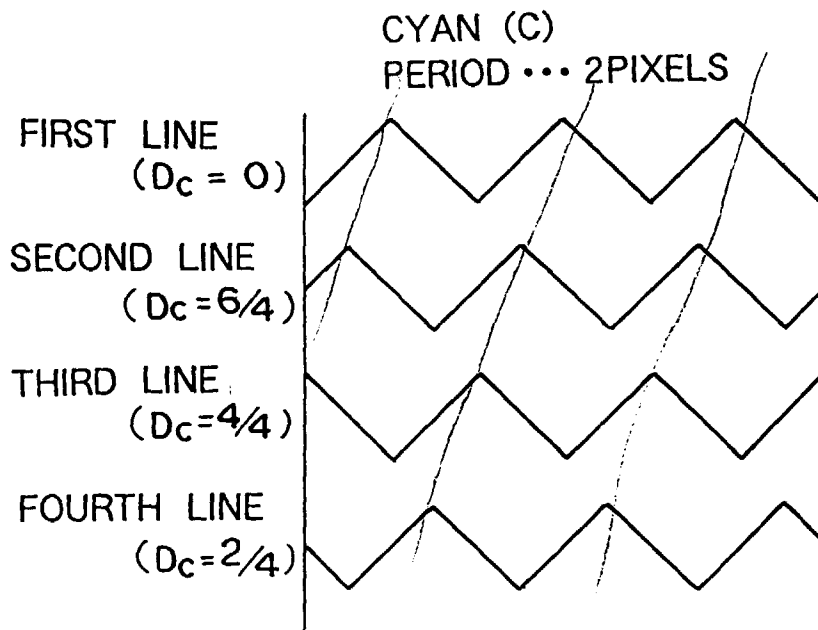 CYAN (C)
PERIOD ••• 2PIXELS
FIRST LINE
(Dc = 0)
SECOND LINE
(Dc=6/4)
THIRD LINE
(Dc=4/4)
FOURTH LINE
(Dc=2/4)